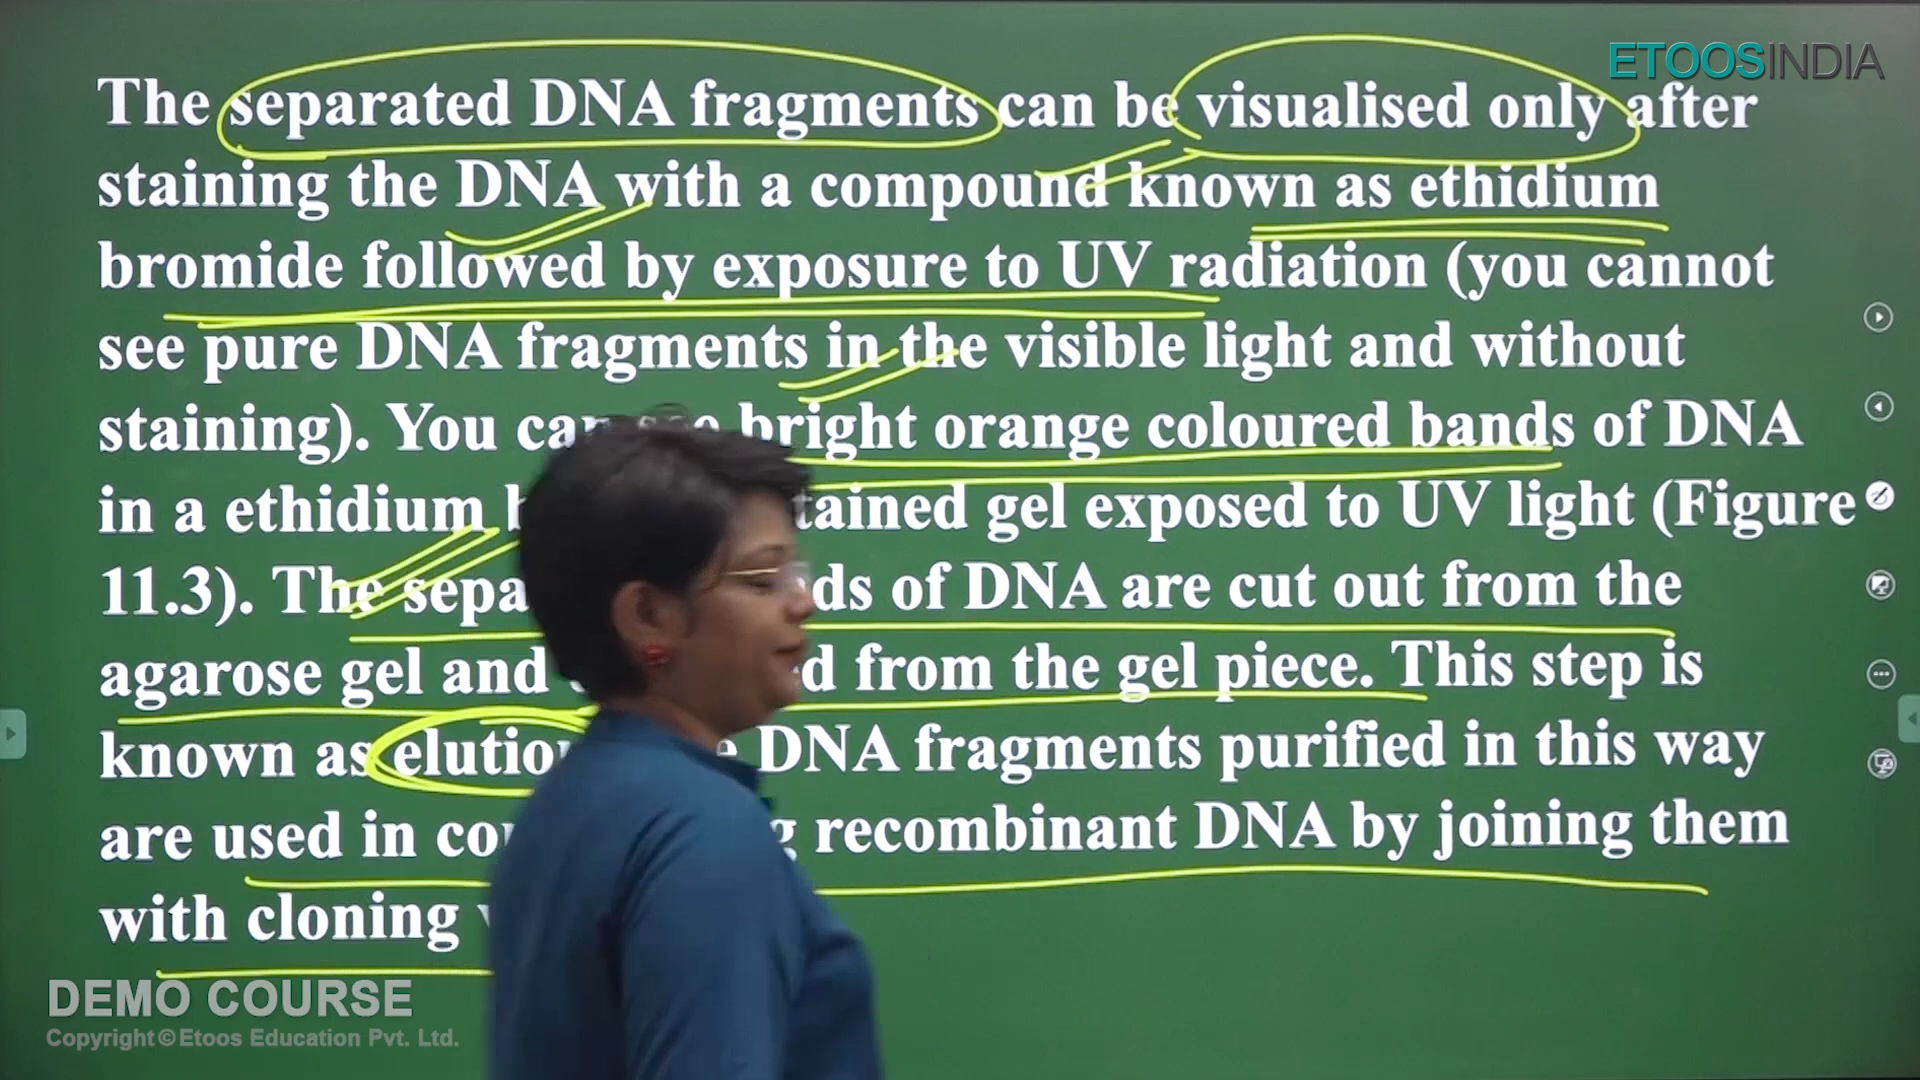 ETOOSINDIA
The separated DNA fragments can be visualised only after
staining the DNA with a compound known as ethidium
bromide followed by exposure to UV radiation (you cannot
see pure DNA fragments in the visible light and without
staining). You can bright orange coloured bands of DNA
in a ethidium tained gel exposed to UV light (Figure
11.3). The sepa ds of DNA are cut out from the
agarose gel and d from the gel piece. This step is
known as elutio DNA fragments purified in this way
are used in co g recombinant DNA by joining them
with cloning
DEMO COURSE
Copyright © Etoos Education Pvt. Ltd.